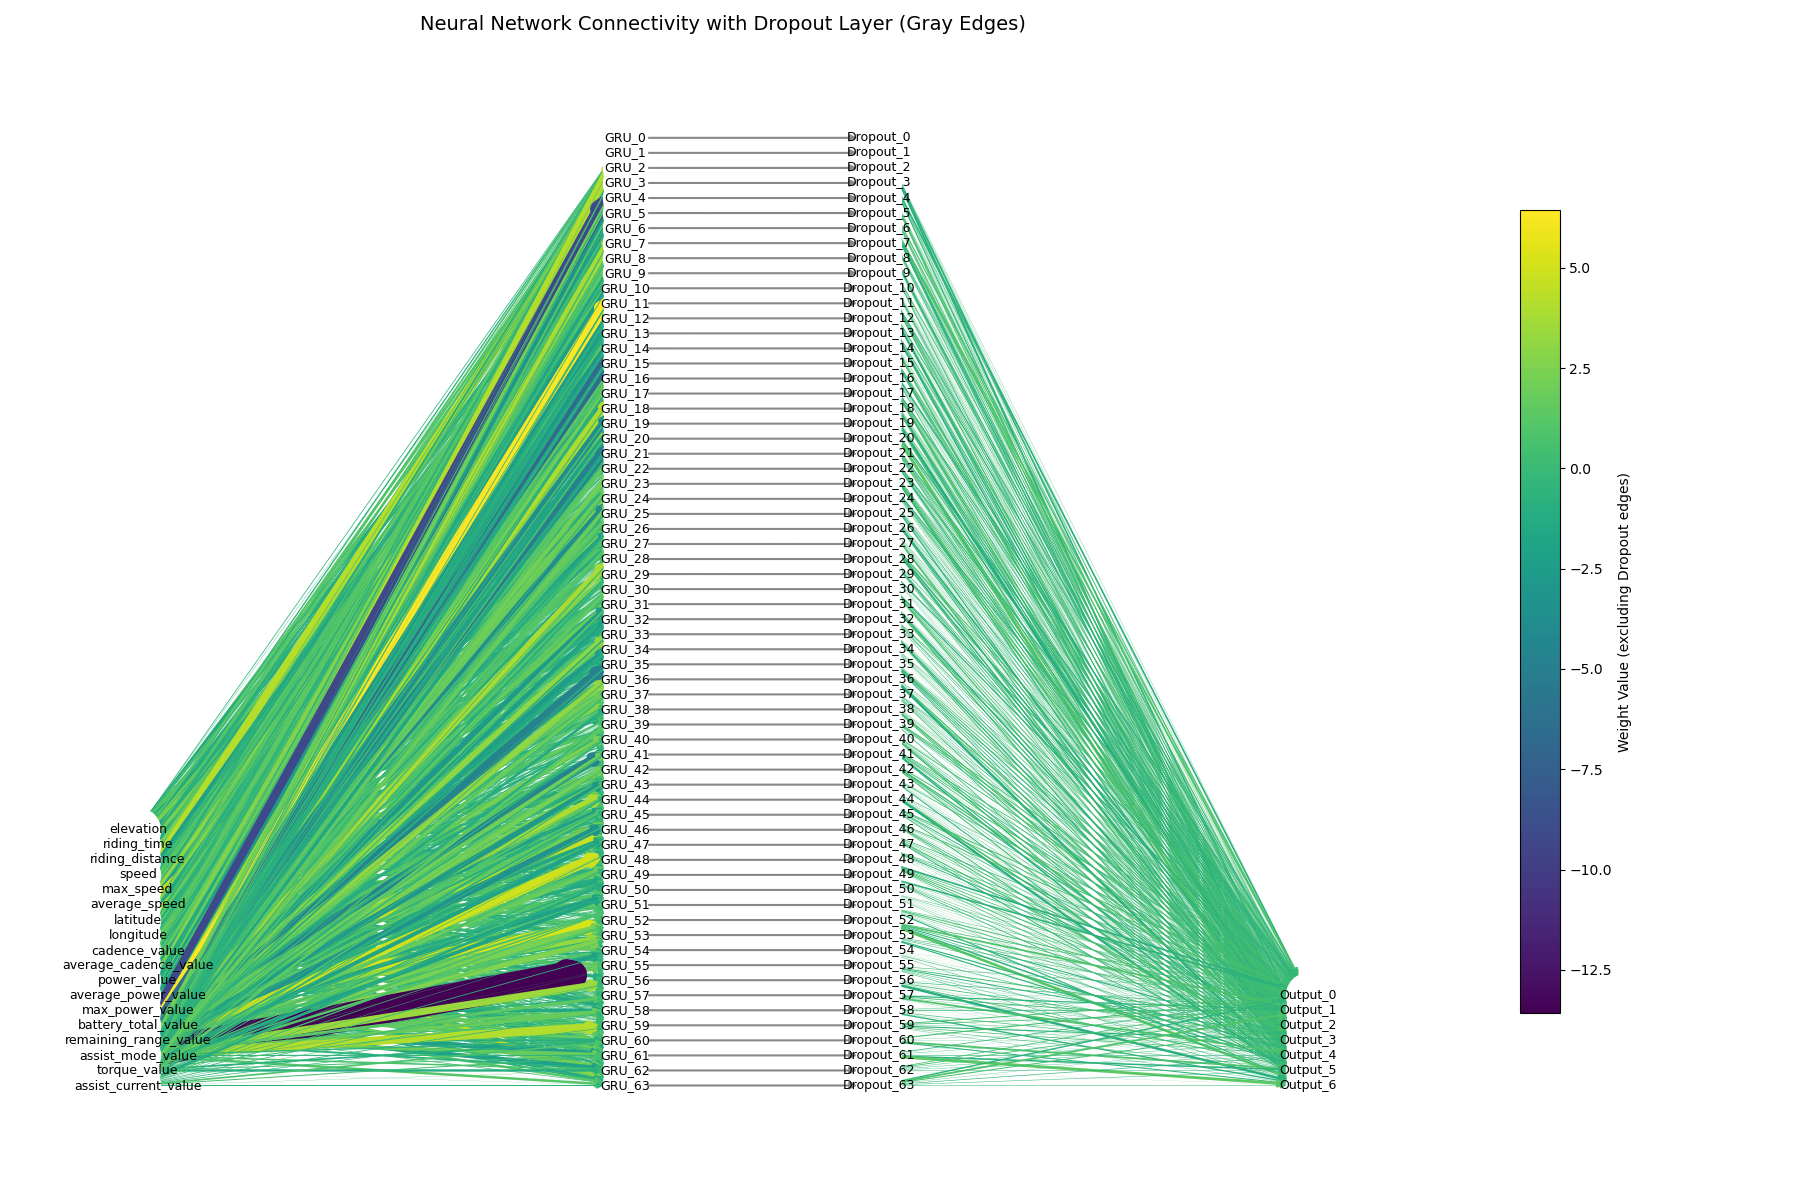 Neural Network Connectivity with Dropout Layer (Gray Edges)
elevation
riding_time
riding_distance
speed
max_speed
average_speed
latitude
longitude
cadence_value
average_cadence_value
power_value
average_power_value
max_power_value
battery_total_value
remaining_range_value
assist_mode_value
torque_value
assist_current_value
GRU_0
GRU_1
GRU_2
GRU_3
GRU_4
GRU_5
GRU_6
GRU_7
GRU_8
GRU_9
GRU_10
GRU_11
GRU_12
GRU_13
GRU_14
GRU_15
GRU_16
GRU_17
GRU_18
GRU_19
GRU_20
GRU_21
GRU_22
GRU_23
GRU_24
GRU_25
GRU_26
GRU_27
GRU_28
GRU_29
GRU_30
GRU_31
GRU_32
GRU_33
GRU_34
GRU_35
GRU_36
GRU_37
GRU_38
GRU_39
GRU_40
GRU_41
GRU_42
GRU_43
GRU_44
GRU_45
GRU_46
GRU_47
GRU_48
GRU_49
GRU_50
GRU_51
GRU_52
GRU_53
GRU_54
GRU_55
GRU_56
GRU_57
GRU_58
GRU_59
GRU_60
GRU_61
GRU_62
GRU_63
Dropout_0
Dropout_1
Dropout_2
Dropout_3
Dropout_4
Dropout_5
Dropout_6
Dropout_7
Dropout_8
Dropout_9
Dropout_10
Dropout_11
Dropout_12
Dropout_13
Dropout_14
Dropout_15
Dropout_16
Dropout_17
Dropout_18
Dropout_19
Dropout_20
Dropout_21
Dropout_22
Dropout_23
Dropout_24
Dropout_25
Dropout_26
Dropout_27
Dropout_28
Dropout_29
Dropout_30
Dropout_31
Dropout_32
Dropout_33
Dropout_34
Dropout_35
Dropout_36
Dropout_37
Dropout_38
Dropout_39
Dropout_40
Dropout_41
Dropout_42
Dropout_43
Dropout_44
Dropout_45
Dropout_46
Dropout_47
Dropout_48
Dropout_49
Dropout_50
Dropout_51
Dropout_52
Dropout_53
Dropout_54
Dropout_55
Dropout_56
Dropout_57
Dropout_58
Dropout_59
Dropout_60
Dropout_61
Dropout_62
Dropout_63
Output_0
Output_1
Output_2
Output_3
Output_4
Output_5
Output_6
5.0
2.5
0.0
−2.5
−5.0
−7.5
−10.0
−12.5
Weight Value (excluding Dropout edges)